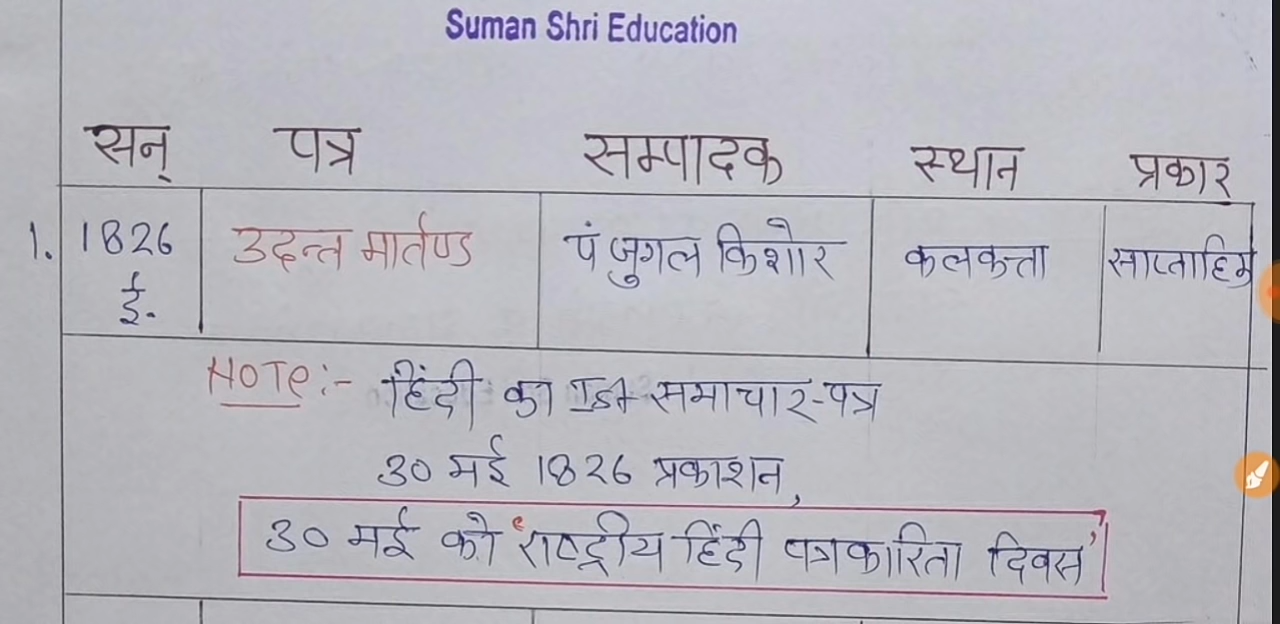 Suman Shri Education
सन् पत्र सम्पादक स्थान प्रकार
1. 1826 ई. उदन्त मार्तण्ड पं जुगल किशोर कलकत्ता साप्ताहिक
NOTe:- हिंदी का समाचार-पत्र
30 मई 1826 प्रकाशन,
30 मई को 'राष्ट्रीय हिंदी पत्रकारिता दिवस'